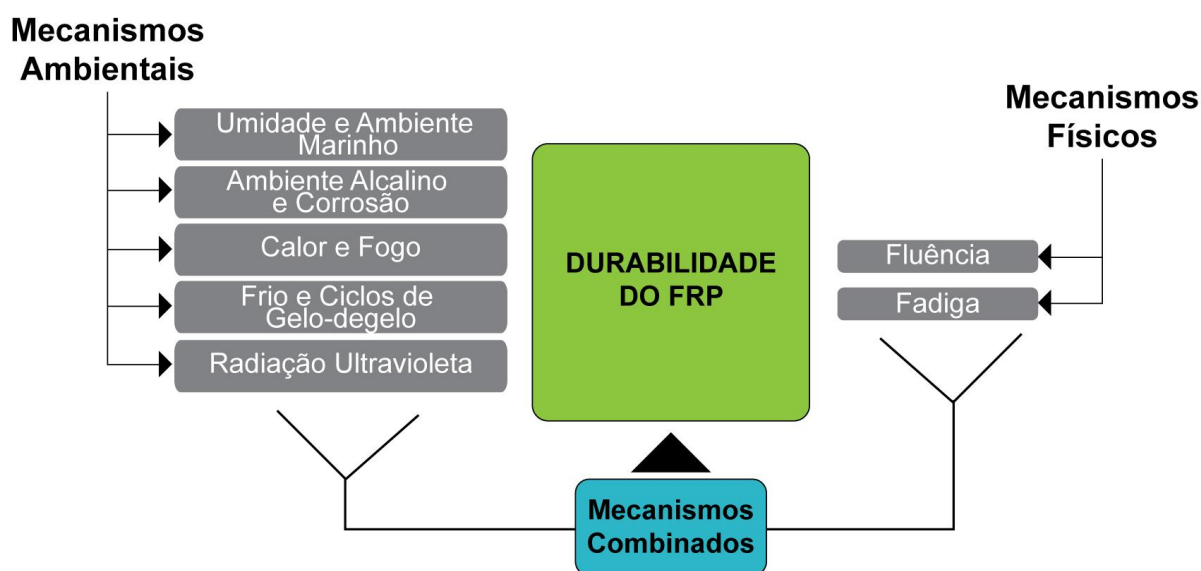 Mecanismos
Ambientais
Umidade e Ambiente
Marinho
Ambiente Alcalino
e Corrosão
Calor e Fogo
Frio e Ciclos de
Gelo-degelo
Radiação Ultravioleta
DURABILIDADE
DO FRP
Mecanismos
Físicos
Fluência
Fadiga
Mecanismos
Combinados